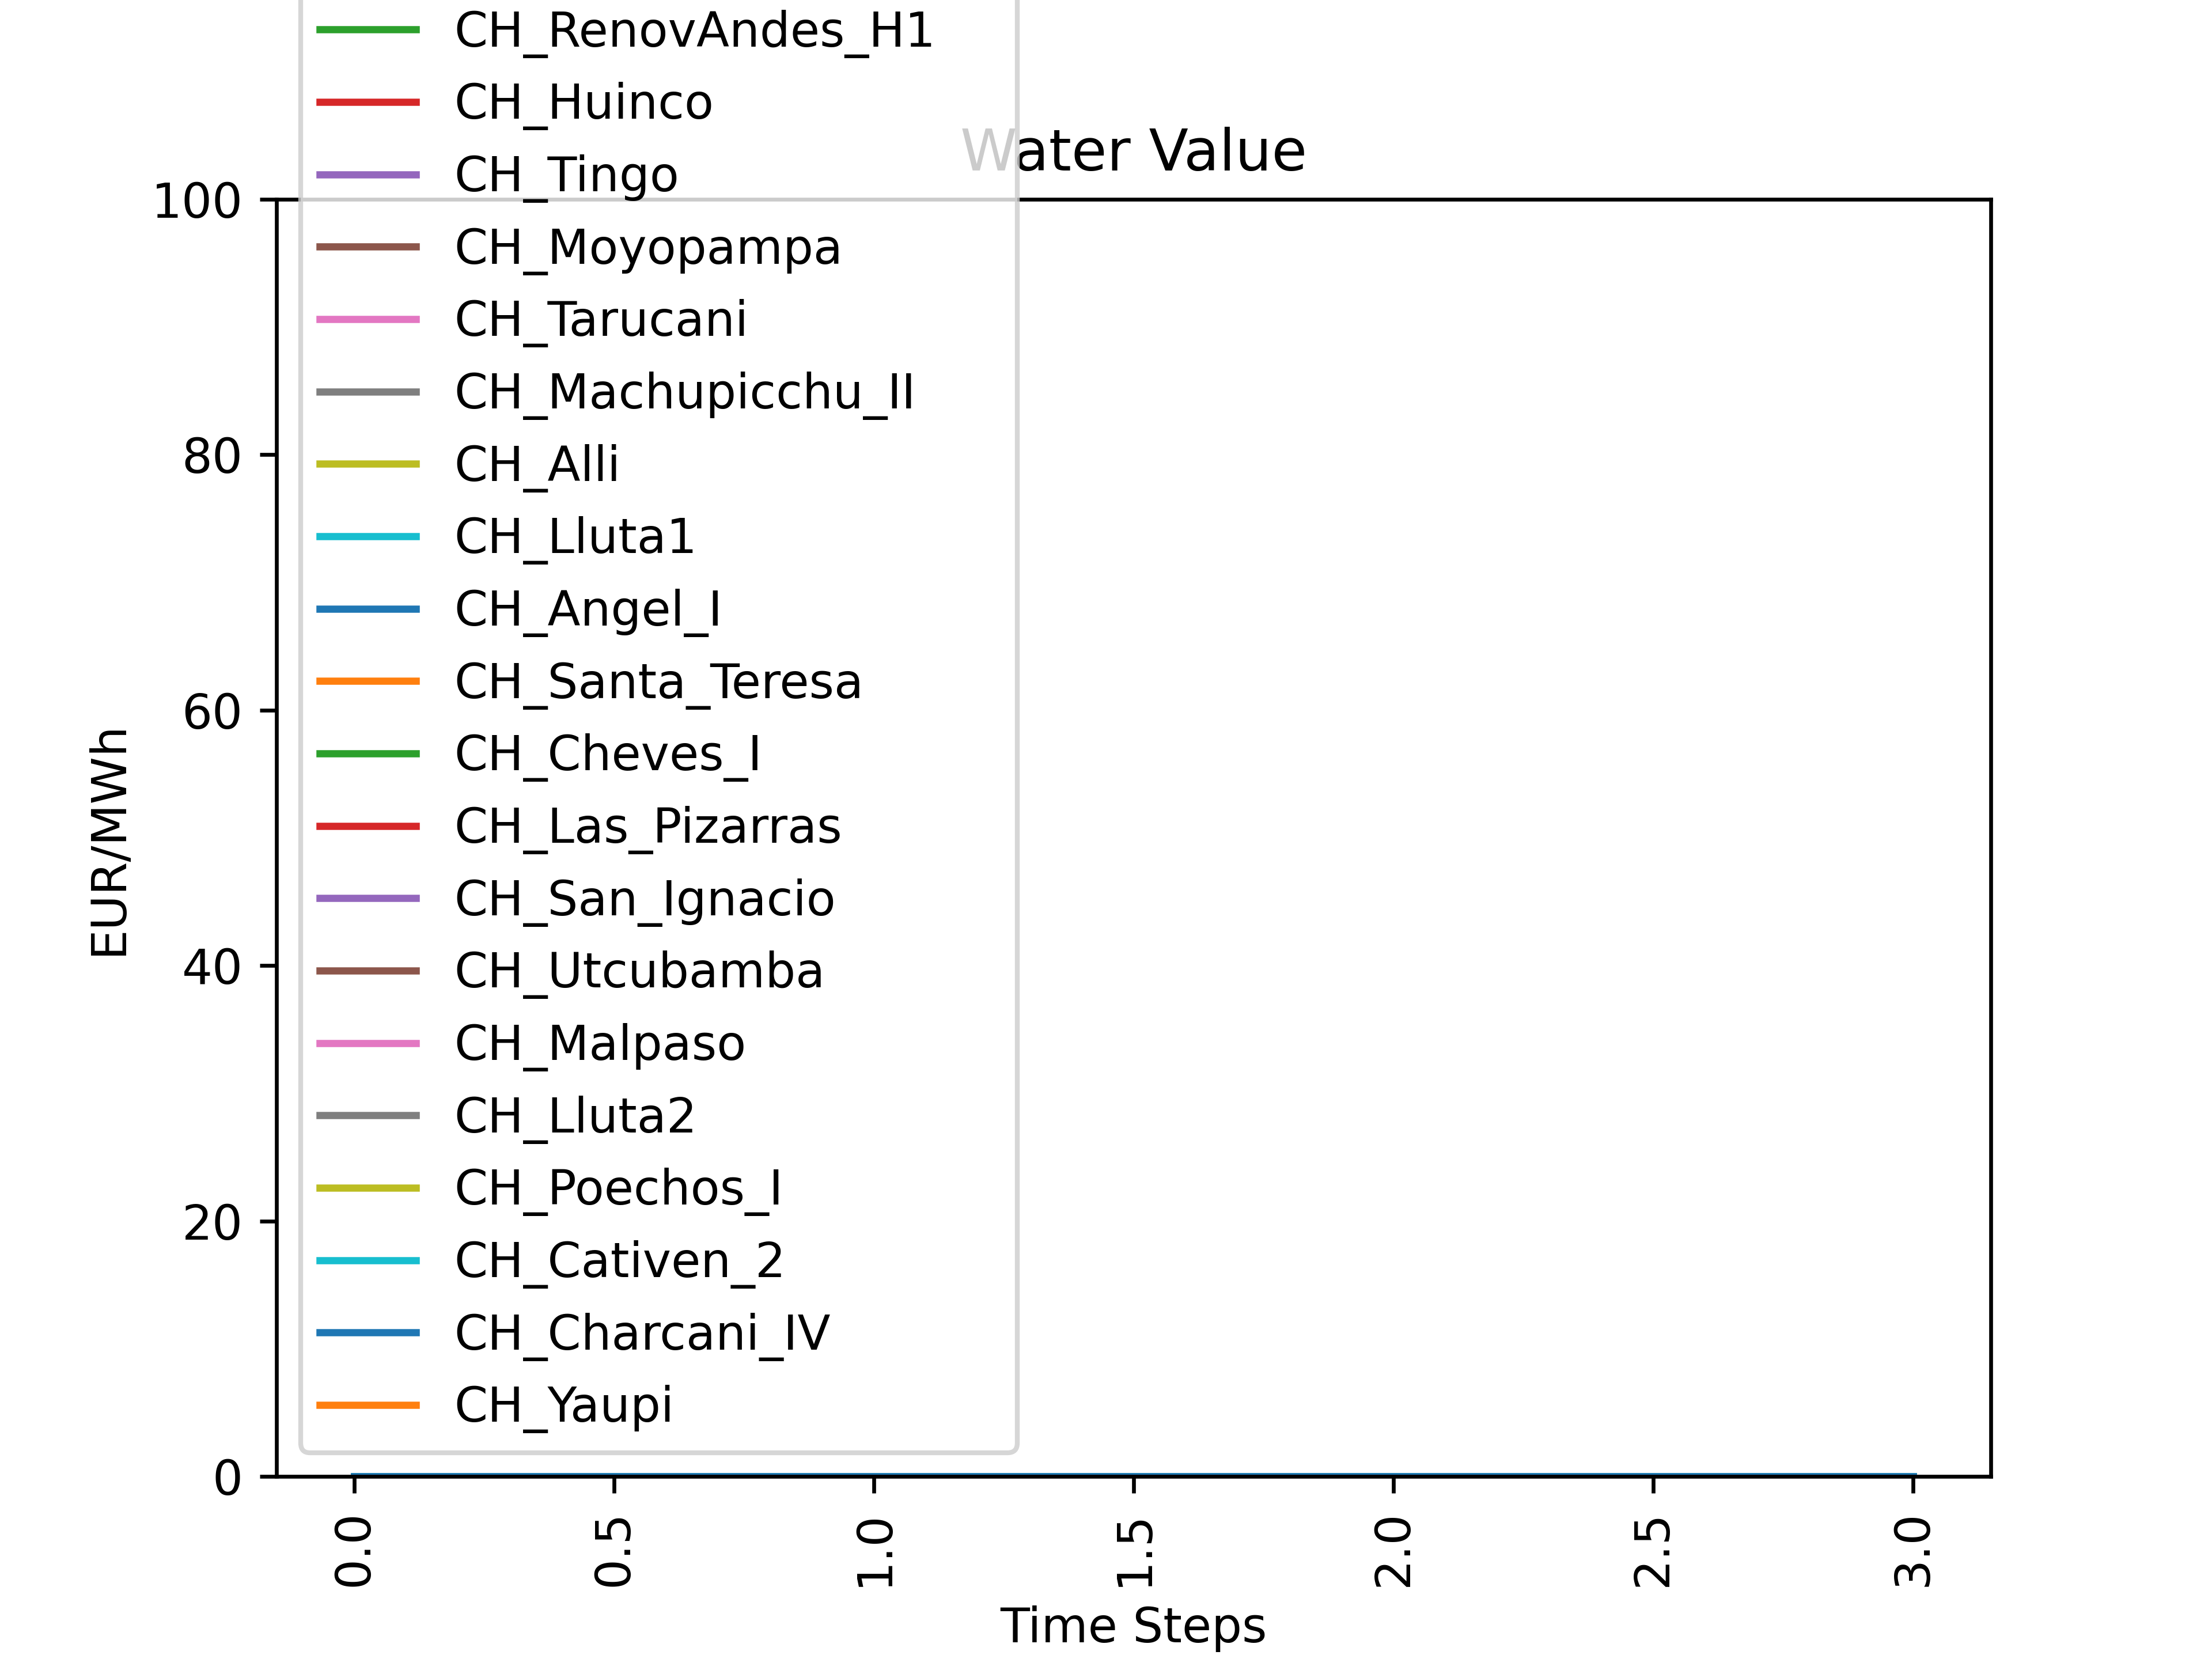 CH_RenovAndes_H1
CH_Huinco
Water Value
CH_Tingo
100
CH_Moyopampa
CH_Tarucani
CH_Machupicchu_II
80
CH_Alli
CH_Lluta1
CH_Angel_I
CH_Santa_Teresa
60
CH_Cheves_I
CH_Las_Pizarras
EUR/MWh
CH_San_Ignacio
40
CH_Utcubamba
CH_Malpaso
CH_Lluta2
CH_Poechos_I
20
CH_Cativen_2
CH_Charcani_IV
CH_Yaupi
0
0.0 0.5 1.0 1.5 2.0 2.5 3.0
Time Steps